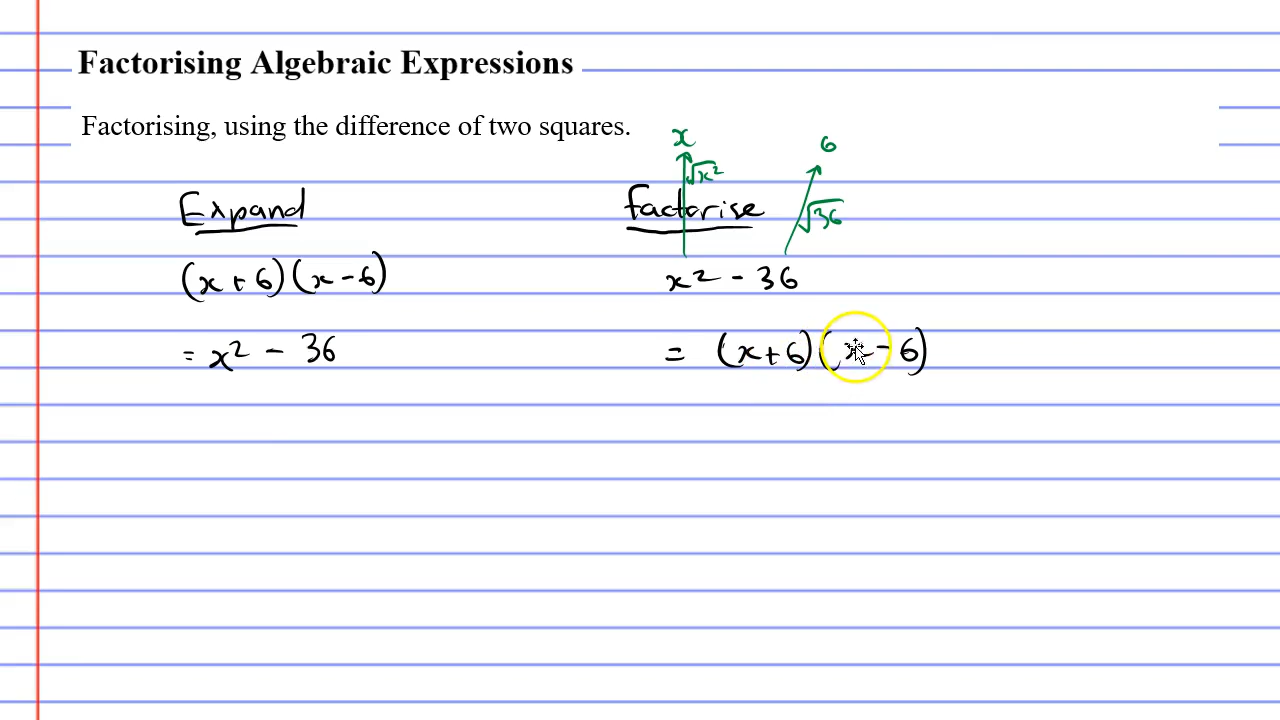 Factorising Algebraic Expressions
Factorising, using the difference of two squares.
x 6
√x² √36
Expand factorise
(x+6)(x-6) x² - 36
= x² - 36 = (x+6)(x-6)